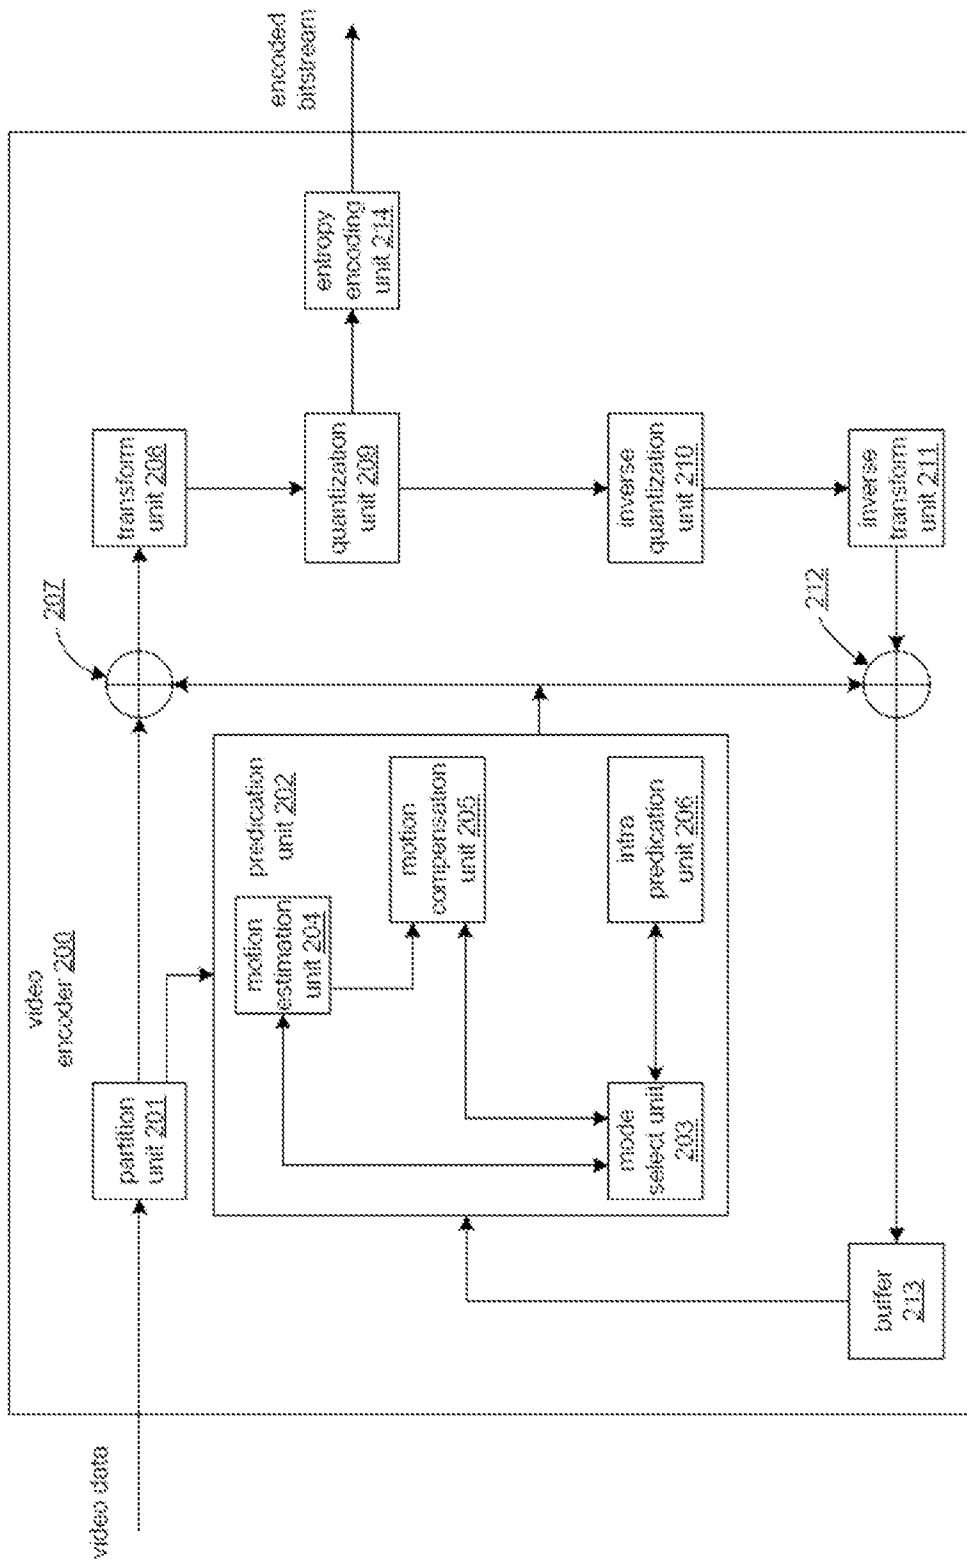 video data
video
encoder 200
partition
unit 201
207
transform
unit 208
predication
unit 202
motion
estimation
unit 204
motion
compensation
unit 205
quantization
unit 209
entropy
encoding
unit 214
encoded
bitstream
mode
select unit
203
intra
predication
unit 206
inverse
quantization
unit 210
buffer
213
212
inverse
transform
unit 211